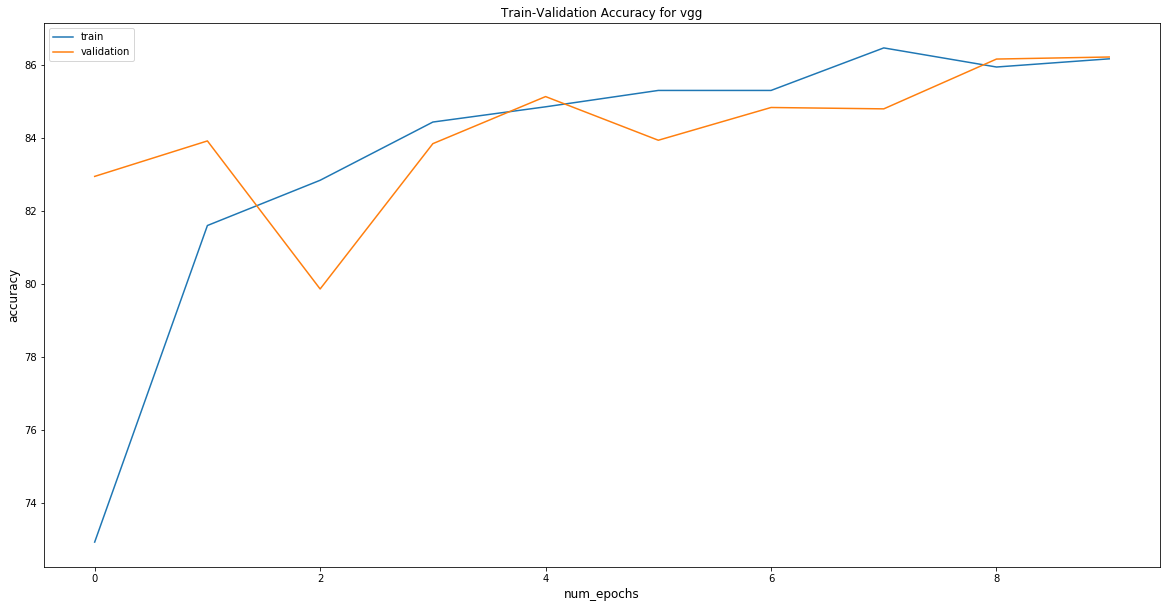 Train-Validation Accuracy for vgg
train
validation
86
84
82
80
78
76
74
accuracy
0 2 4 6 8
num_epochs